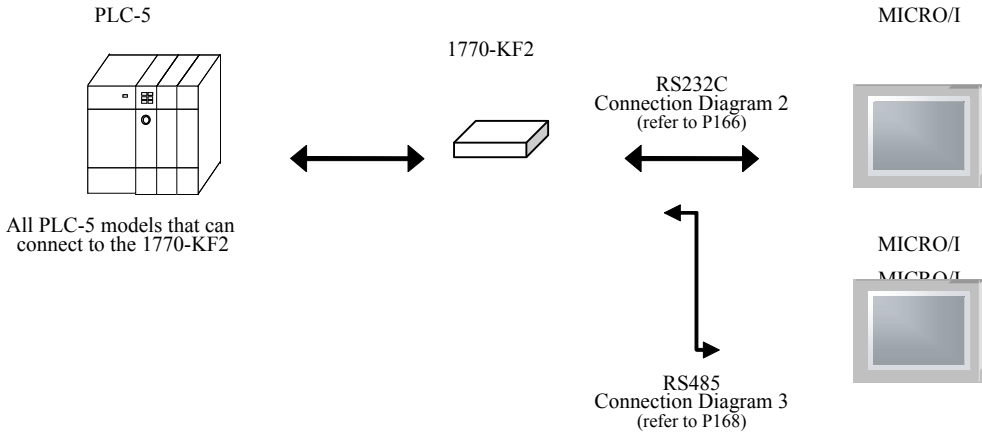 PLC-5
MICRO/I
1770-KF2
RS232C
Connection Diagram 2
(refer to P166)
All PLC-5 models that can
connect to the 1770-KF2
MICRO/I
MICRO/I
RS485
Connection Diagram 3
(refer to P168)